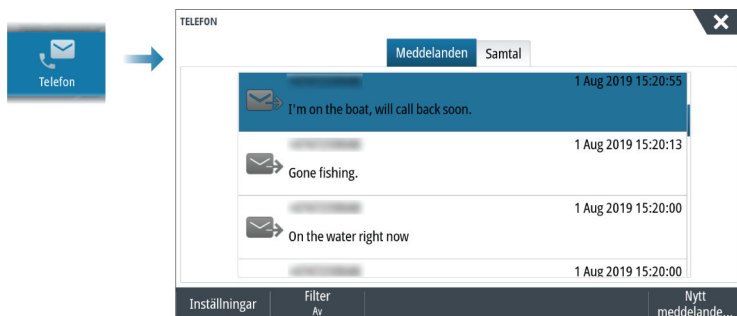 TELEFON
Telefon
Meddelanden Samtal
1 Aug 2019 15:20:55
I'm on the boat, will call back soon.
1 Aug 2019 15:20:13
Gone fishing.
1 Aug 2019 15:20:00
On the water right now
1 Aug 2019 15:20:00
Inställningar
Filter
Av
Nytt
meddelande...